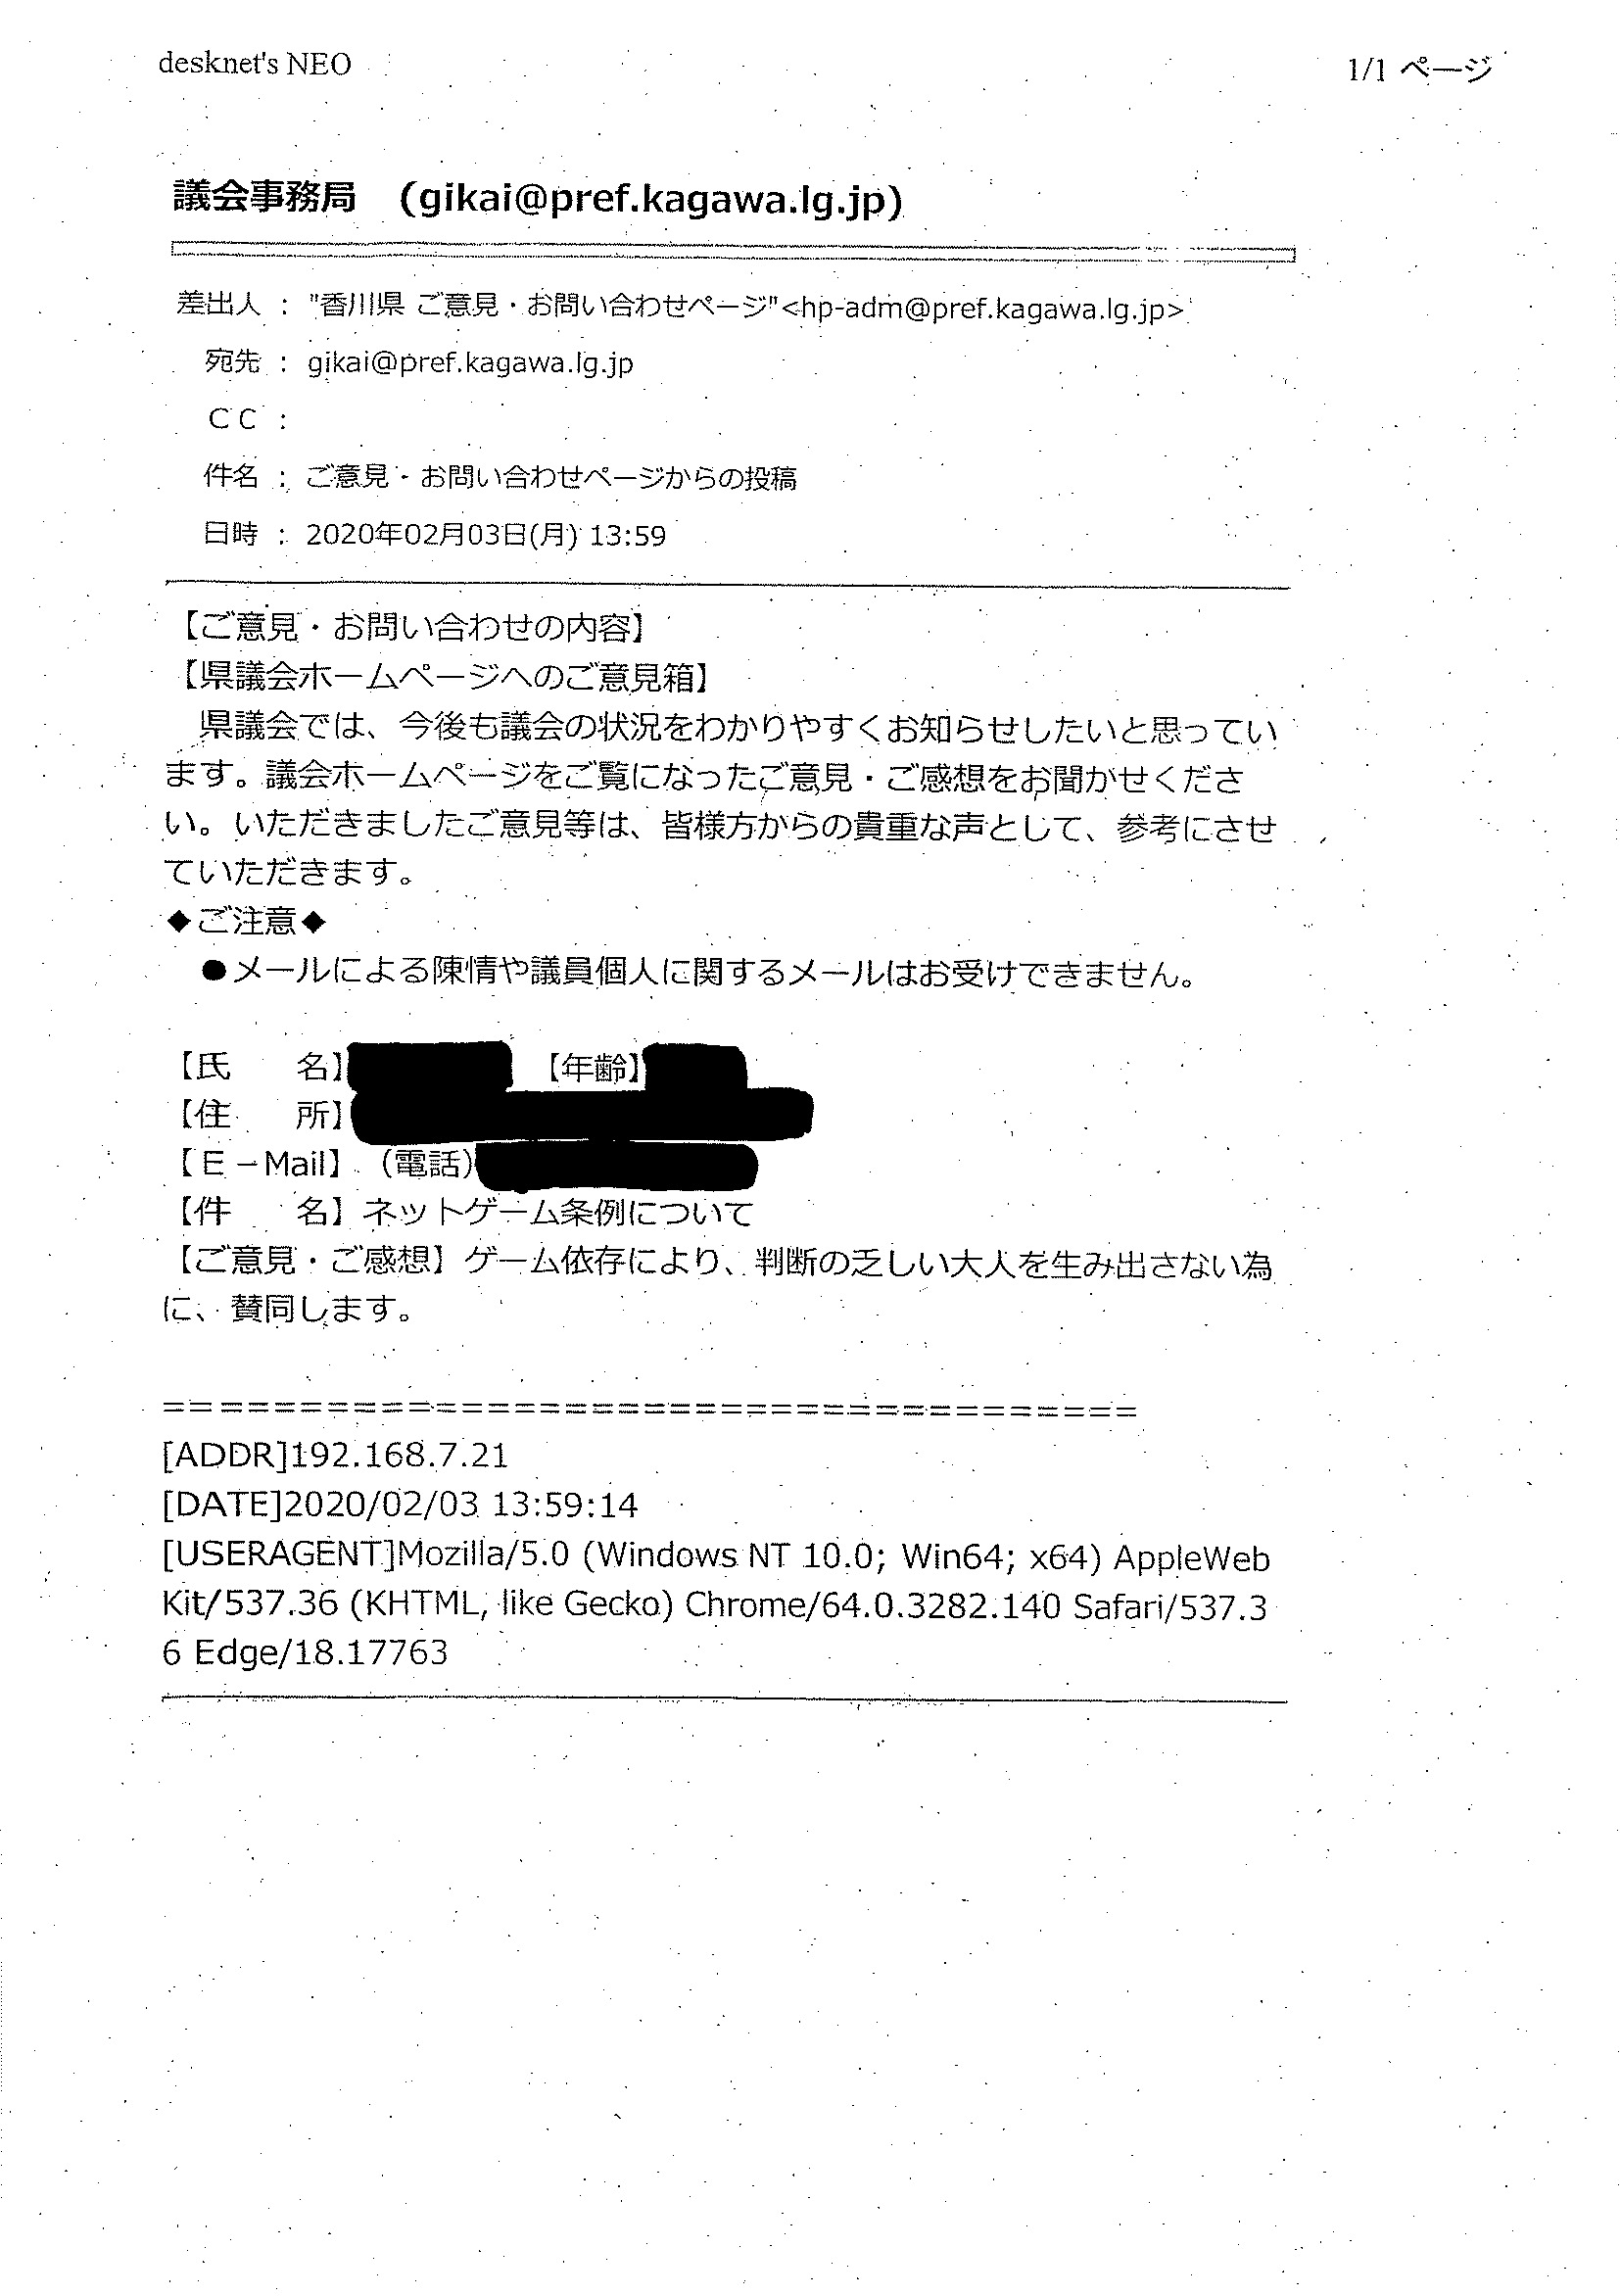 desknet's NEO
1/1 ページ
議会事務局　(gikai@pref.kagawa.lg.jp)
差出人 : "香川県 ご意見・お問い合わせページ"<hp-adm@pref.kagawa.lg.jp>
宛先 : gikai@pref.kagawa.lg.jp
ＣＣ :
件名 : ご意見・お問い合わせページからの投稿
日時 : 2020年02月03日(月) 13:59
【ご意見・お問い合わせの内容】
【県議会ホームページへのご意見箱】
　県議会では、今後も議会の状況をわかりやすくお知らせしたいと思ってい
ます。議会ホームページをご覧になったご意見・ご感想をお聞かせくださ
い。いただきましたご意見等は、皆様方からの貴重な声として、参考にさせ
ていただきます。
◆ご注意◆
　●メールによる陳情や議員個人に関するメールはお受けできません。
【氏　　名】　【年齢】
【住　　所】
【Ｅ－Mail】（電話）
【件　　名】ネットゲーム条例について
【ご意見・ご感想】ゲーム依存により、判断の乏しい大人を生み出さない為
に、賛同します。
====================================
[ADDR]192.168.7.21
[DATE]2020/02/03 13:59:14
[USERAGENT]Mozilla/5.0 (Windows NT 10.0; Win64; x64) AppleWeb
Kit/537.36 (KHTML, like Gecko) Chrome/64.0.3282.140 Safari/537.3
6 Edge/18.17763